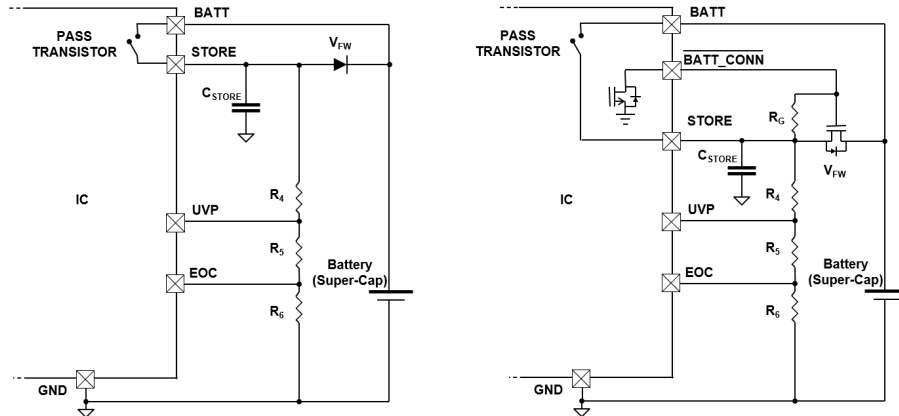 BATT
PASS
TRANSISTOR
STORE
VFW
CSTORE
IC
R4
UVP
R5
EOC
Battery
(Super-Cap)
R6
GND
BATT
PASS
TRANSISTOR
BATT_CONN
RG
STORE
CSTORE
VFW
IC
R4
UVP
R5
EOC
Battery
(Super-Cap)
R6
GND